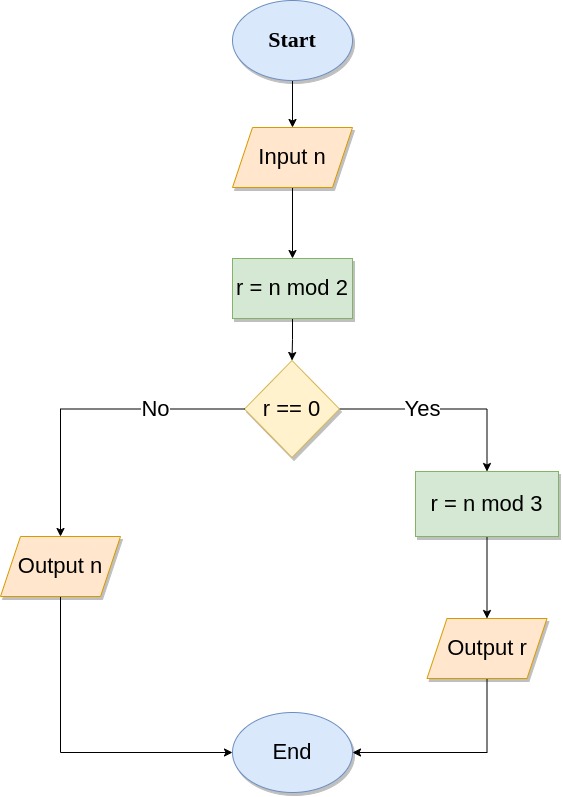 Start
Input n
r = n mod 2
r == 0
No
Yes
r = n mod 3
Output n
Output r
End